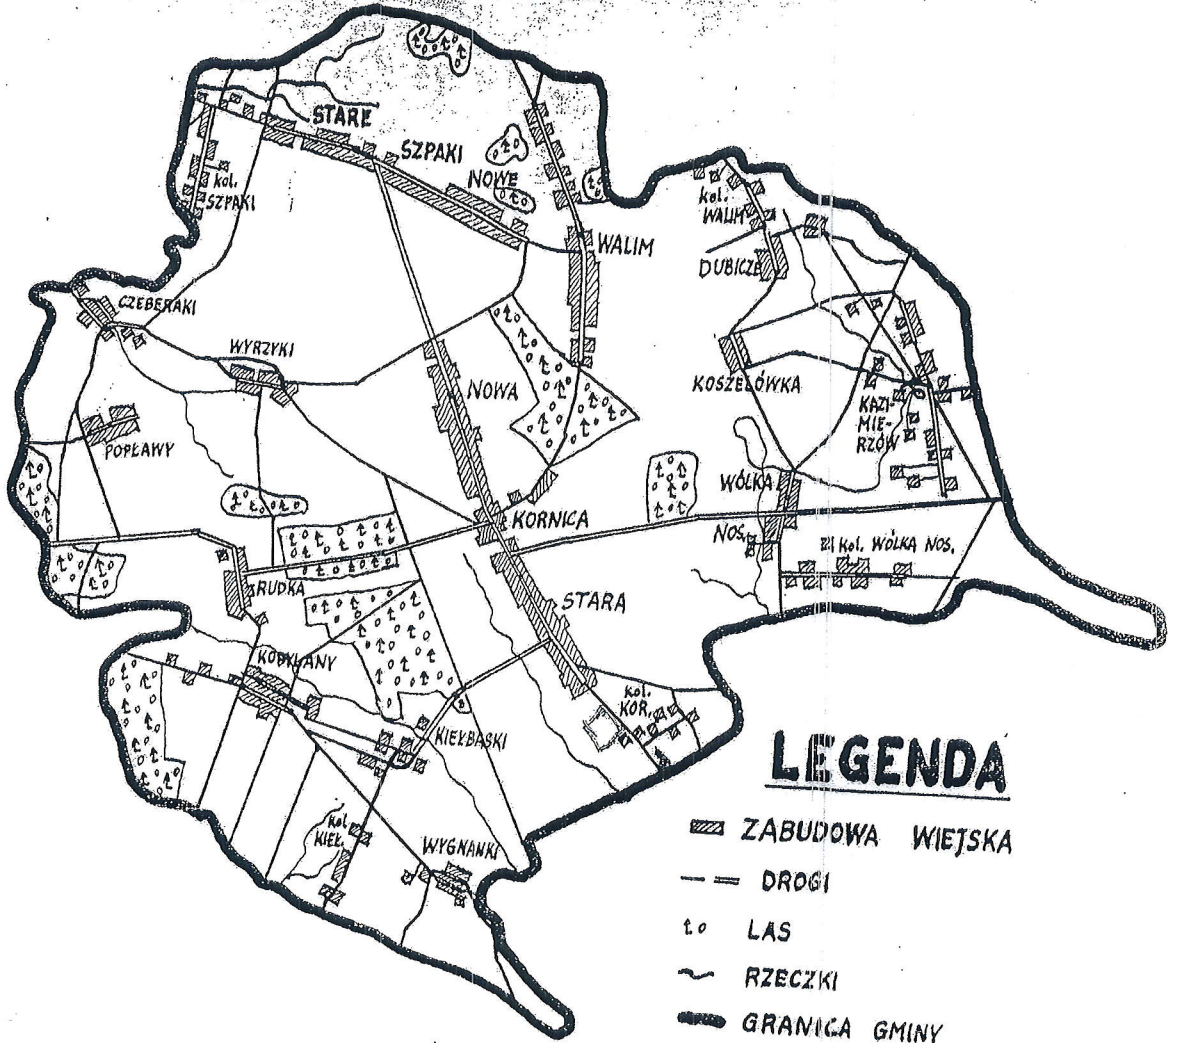 STARE
SZPAKI
NOWE
kol.
SZPAKI
WALIM
kol.
WALIM
DUBICZE
CZEBERAKI
WYRZYKI
NOWA
KOSZELÓWKA
KAZI-
MIE-
RZÓW
POPŁAWY
WÓLKA
NOS.
KORNICA
kol. WÓLKA NOS.
RUDKA
STARA
KOBYLANY
kol.
KOR.
KIEŁBASKI
kol.
KIEŁ.
WYGNANKI
LEGENDA
ZABUDOWA WIEJSKA
DROGI
LAS
RZECZKI
GRANICA GMINY